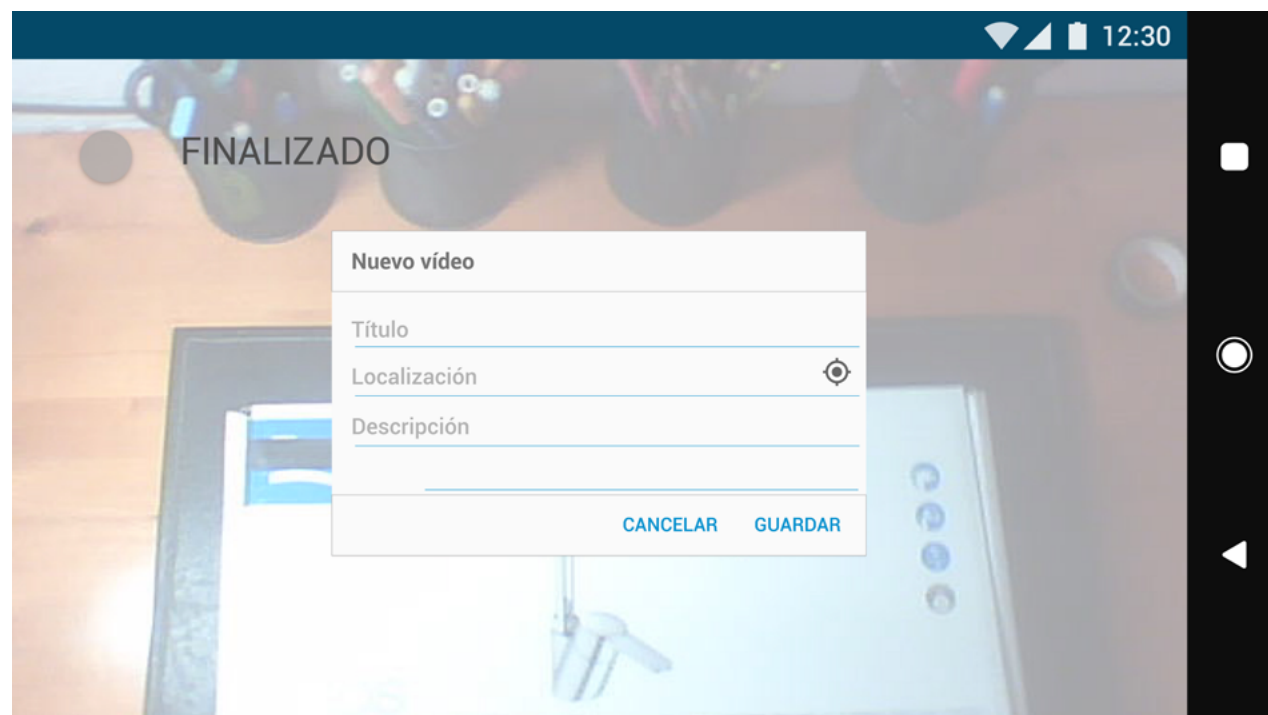 12:30
FINALIZADO
Nuevo vídeo
Título
Localización
Descripción
CANCELAR GUARDAR